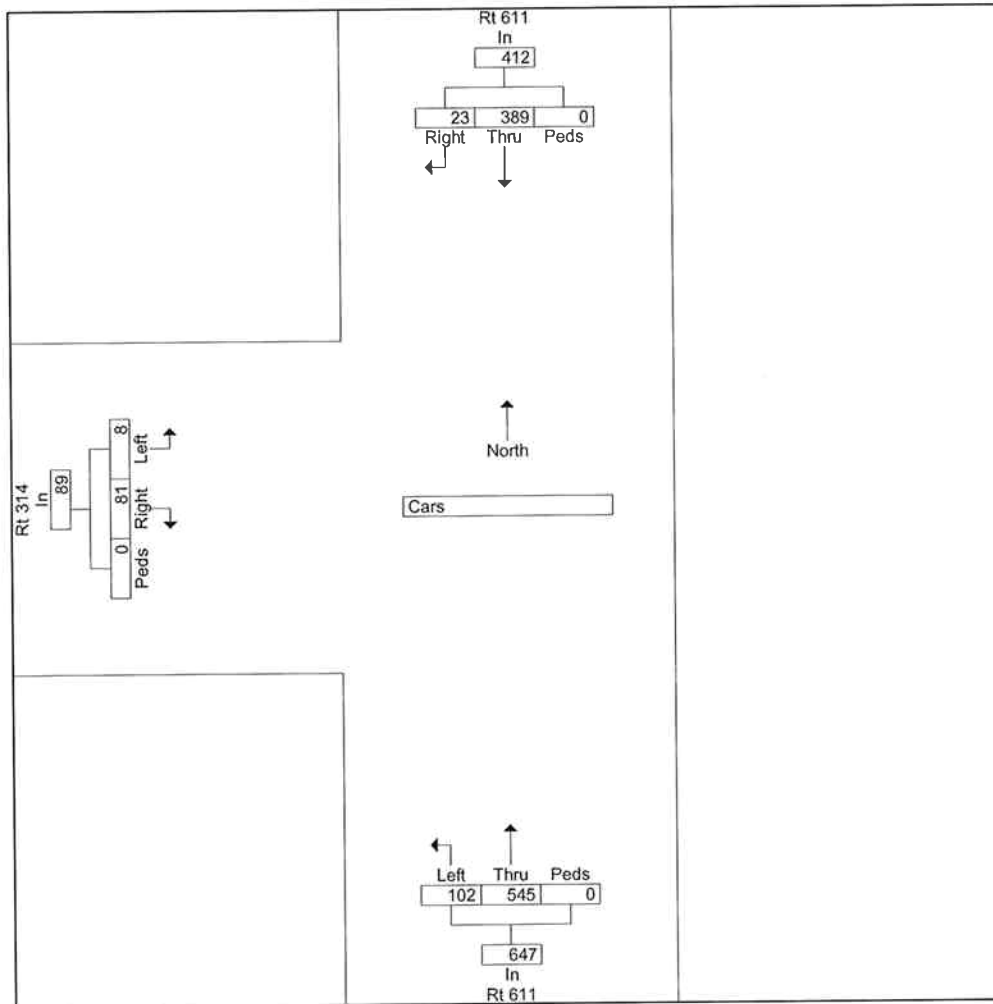 Rt 611
In
412
23 389 0
Right Thru Peds
Rt 314
In
89
8 81 0
Left Right Peds
North
Cars
Left Thru Peds
102 545 0
647
In
Rt 611